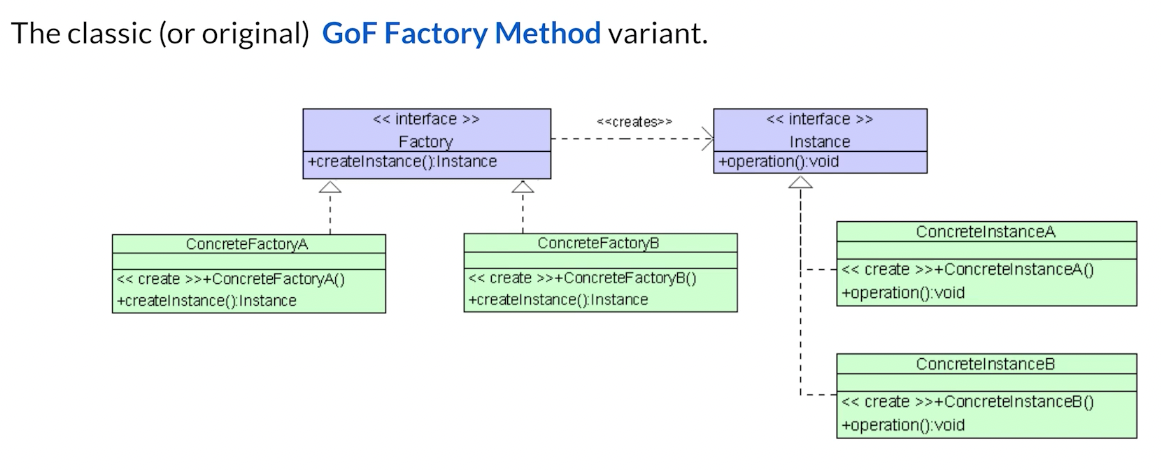 The classic (or original) GoF Factory Method variant.
<< interface >>
Factory
+createInstance():Instance
<<creates>>
<< interface >>
Instance
+operation():void
ConcreteFactoryA
<< create >>+ConcreteFactoryA()
+createInstance():Instance
ConcreteFactoryB
<< create >>+ConcreteFactoryB()
+createInstance():Instance
ConcreteInstanceA
<< create >>+ConcreteInstanceA()
+operation():void
ConcreteInstanceB
<< create >>+ConcreteInstanceB()
+operation():void